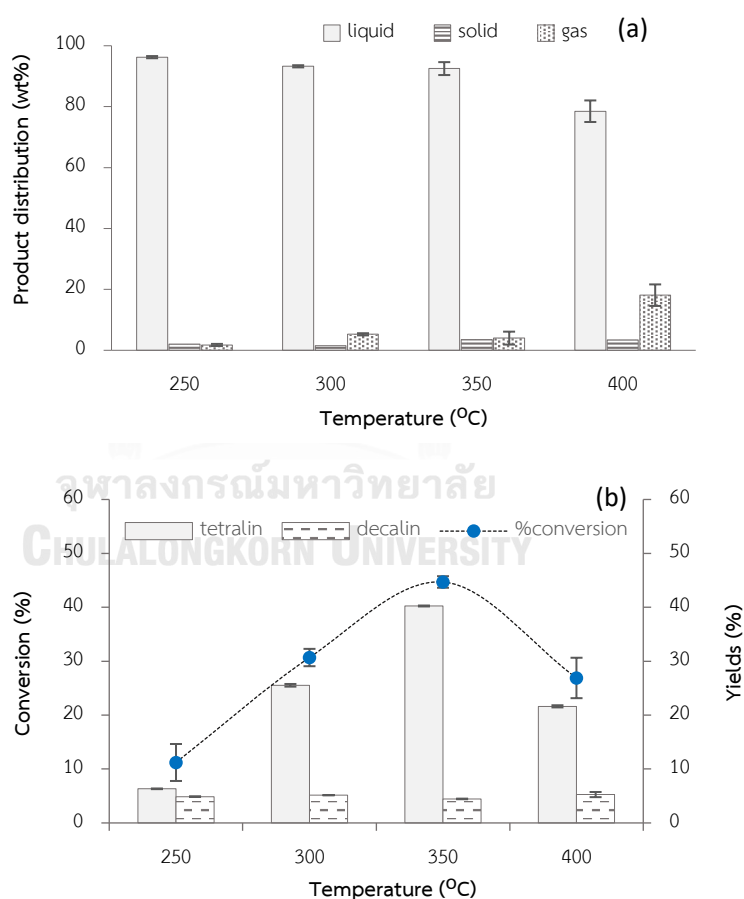 liquid solid gas (a)
Product distribution (wt%)
100
80
60
40
20
0
250 300 350 400
Temperature (⁰C)
จุฬาลงกรณ์มหาวิทยาลัย
CHULALONGKORN UNIVERSITY
(b)
tetralin decalin %conversion
Conversion (%)
60
50
40
30
20
10
0
60
50
40
30
20
10
0
Yields (%)
250 300 350 400
Temperature (⁰C)